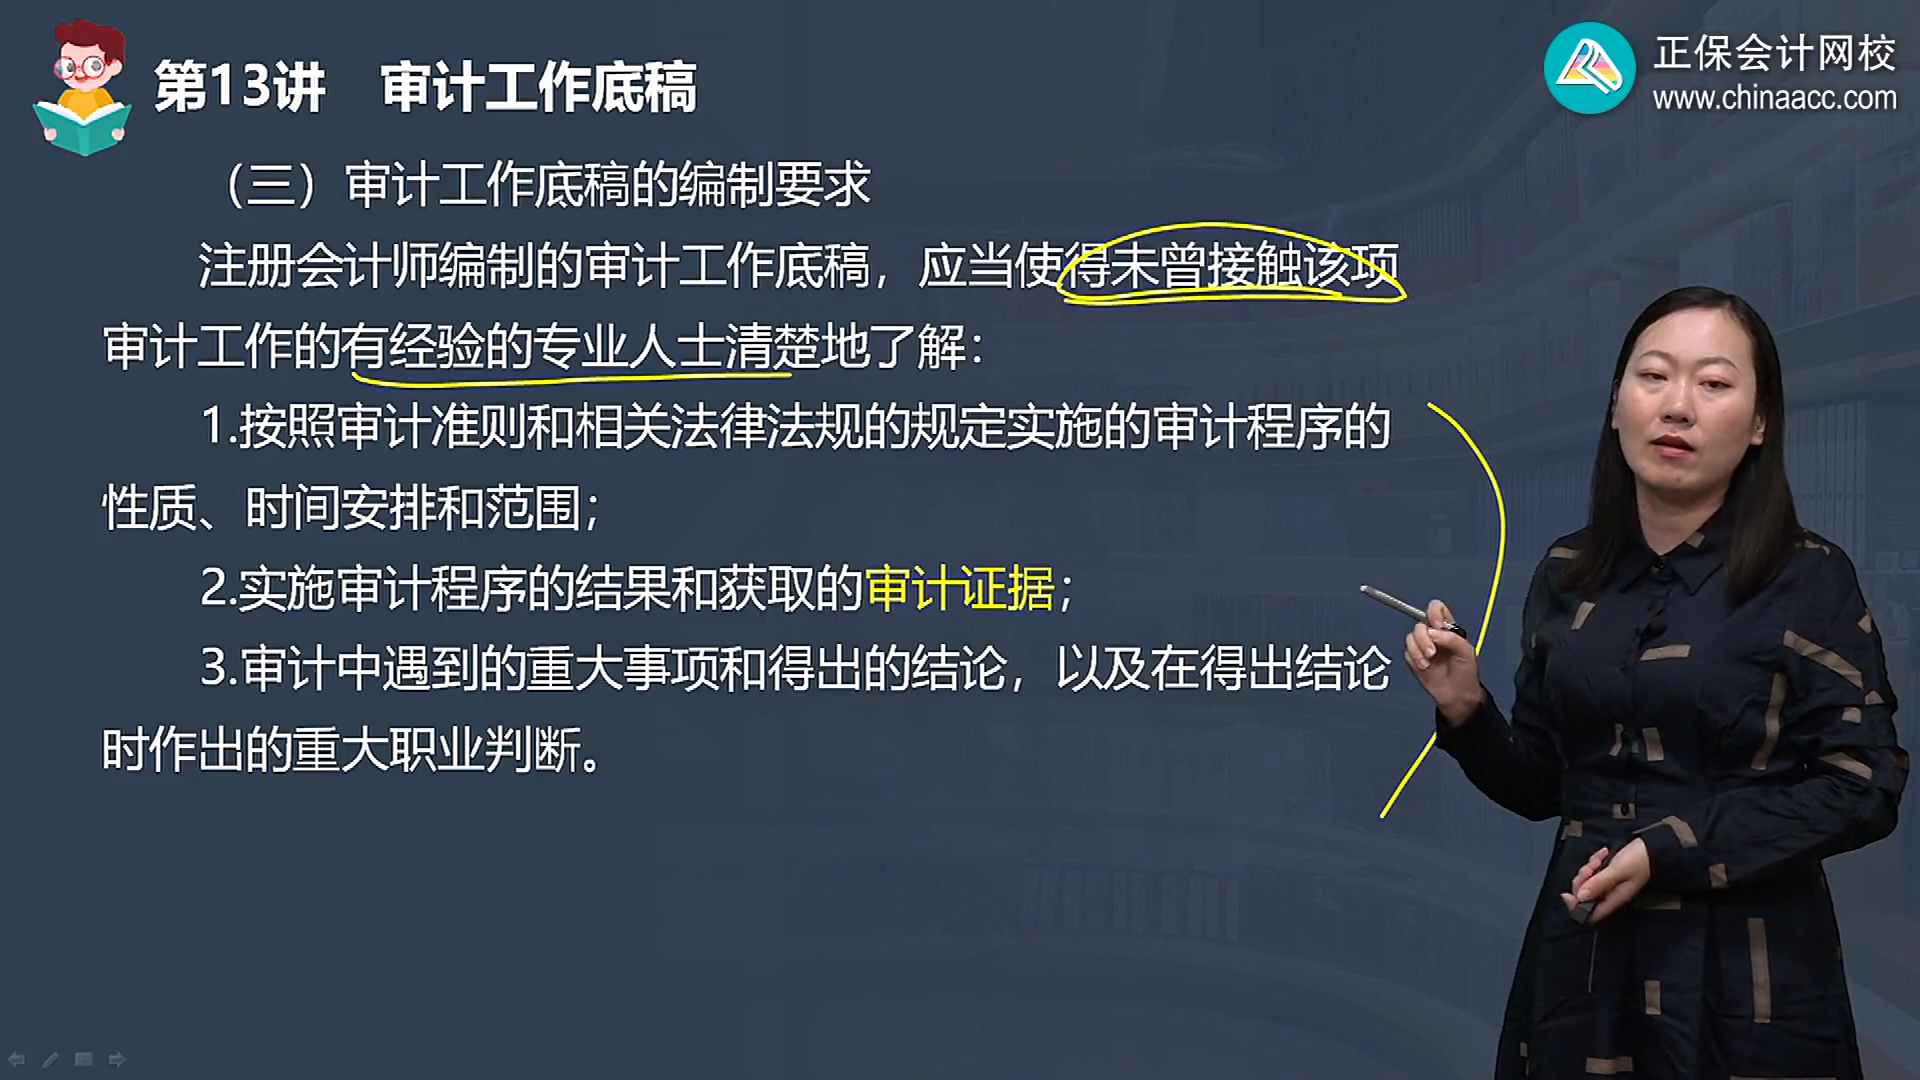 第13讲 审计工作底稿
正保会计网校
www.chinaacc.com
（三）审计工作底稿的编制要求
注册会计师编制的审计工作底稿，应当使得未曾接触该项
审计工作的有经验的专业人士清楚地了解：
1.按照审计准则和相关法律法规的规定实施的审计程序的
性质、时间安排和范围；
2.实施审计程序的结果和获取的审计证据；
3.审计中遇到的重大事项和得出的结论，以及在得出结论
时作出的重大职业判断。